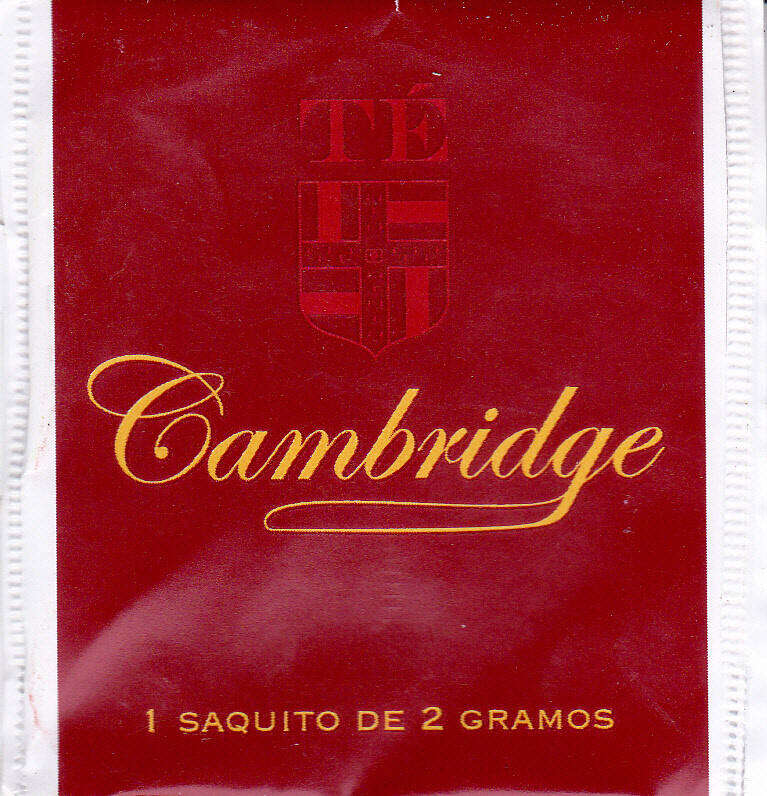 TÉ
Cambridge
1 SAQUITO DE 2 GRAMOS